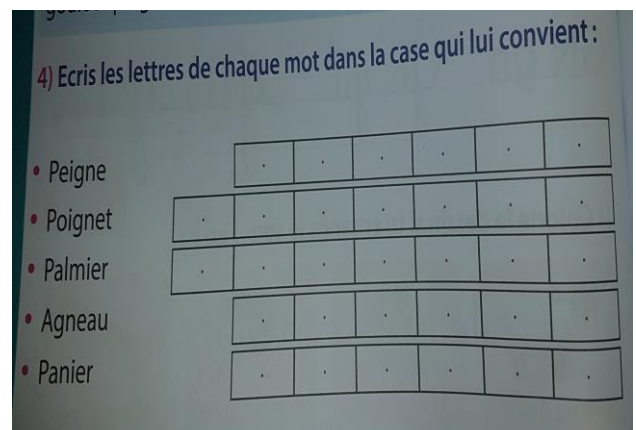 4) Ecris les lettres de chaque mot dans la case qui lui convient :
• Peigne
• Poignet
• Palmier
• Agneau
• Panier